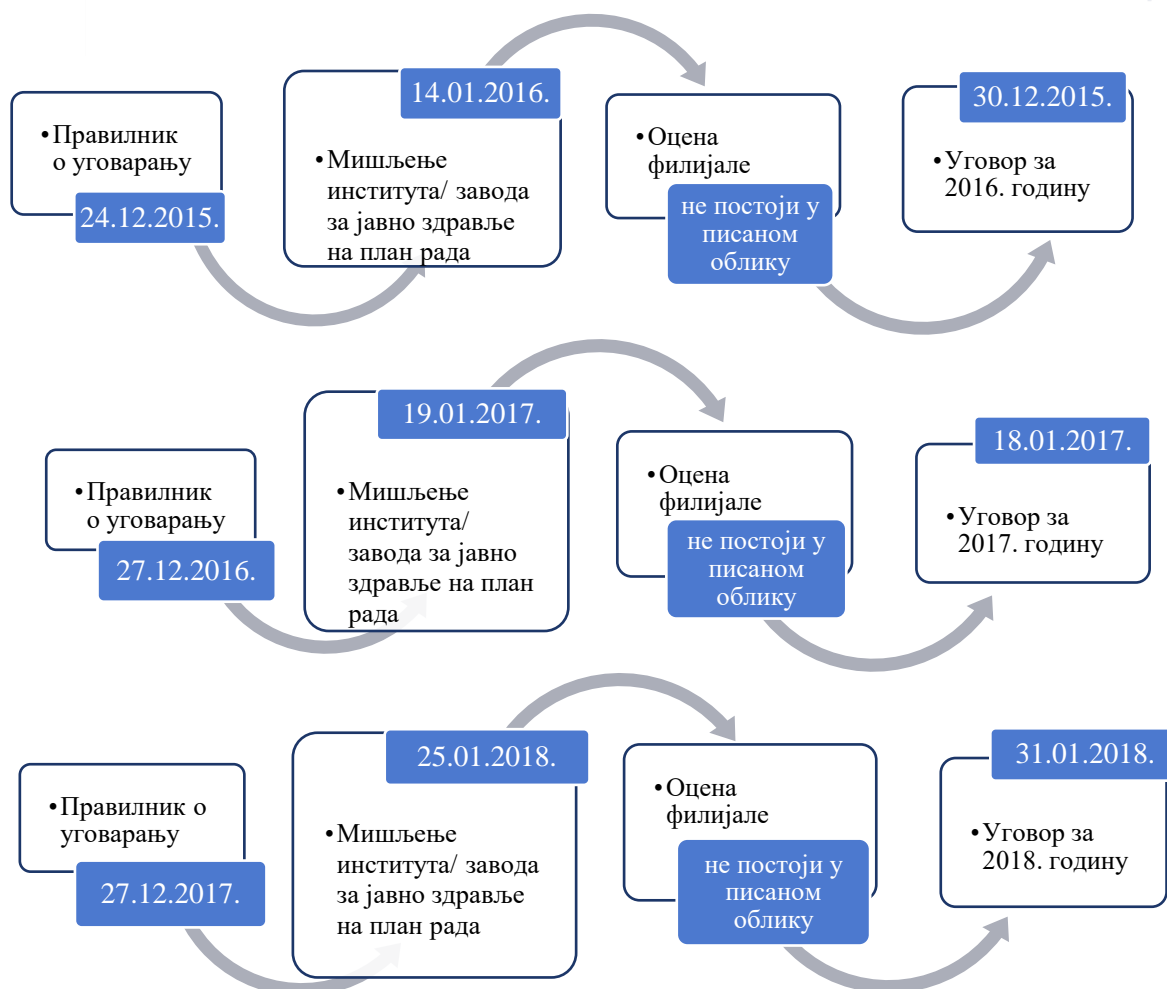 •Правилник
о уговарању
24.12.2015.
14.01.2016.
•Мишљење
института/ завода
за јавно здравље
на план рада
•Оцена
филијале
не постоји у
писаном
облику
30.12.2015.
•Уговор за
2016. годину
•Правилник
о уговарању
27.12.2016.
19.01.2017.
•Мишљење
института/
завода за јавно
здравље на план
рада
•Оцена
филијале
не постоји у
писаном
облику
18.01.2017.
•Уговор за
2017. годину
•Правилник о
уговарању
27.12.2017.
25.01.2018.
•Мишљење
института/ завода
за јавно здравље
на план рада
•Оцена
филијале
не постоји у
писаном
облику
31.01.2018.
•Уговор за
2018. годину